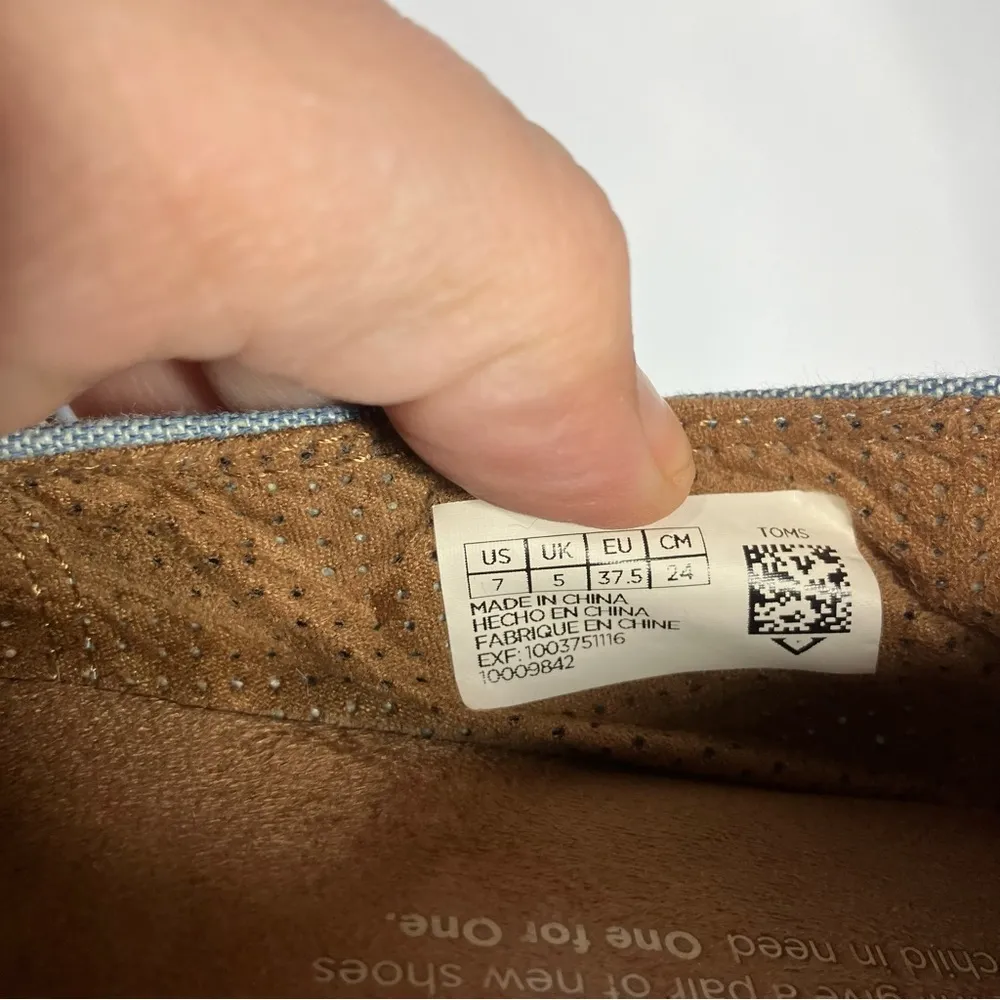 US UK EU CM
7 5 37.5 24
MADE IN CHINA
HECHO EN CHINA
FABRIQUE EN CHINE
EXF: 1003751116
10009842
TOMS
give a pair of new shoes
child in need. One for One.